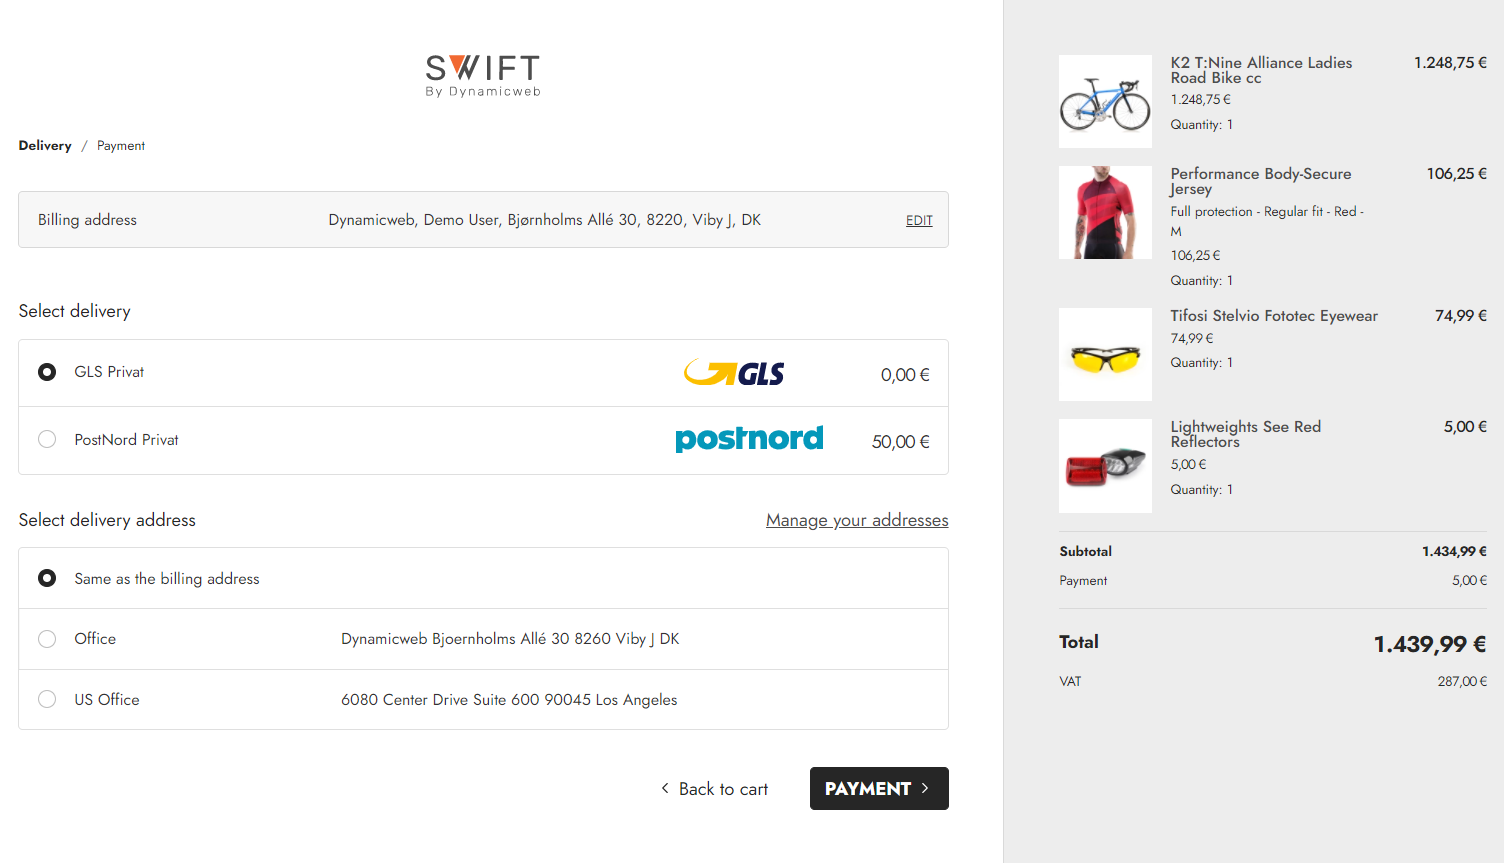 SWIFT
By Dynamicweb
Delivery / Payment
Billing address Dynamicweb, Demo User, Bjørnholms Allé 30, 8220, Viby J, DK EDIT
Select delivery
GLS Privat GLS 0,00 €
PostNord Privat postnord 50,00 €
Select delivery address Manage your addresses
Same as the billing address
Office Dynamicweb Bjoernholms Allé 30 8260 Viby J DK
US Office 6080 Center Drive Suite 600 90045 Los Angeles
< Back to cart PAYMENT >
K2 T:Nine Alliance Ladies 1.248,75 €
Road Bike cc
1.248,75 €
Quantity: 1
Performance Body-Secure 106,25 €
Jersey
Full protection - Regular fit - Red -
M
106,25 €
Quantity: 1
Tifosi Stelvio Fototec Eyewear 74,99 €
74,99 €
Quantity: 1
Lightweights See Red 5,00 €
Reflectors
5,00 €
Quantity: 1
Subtotal 1.434,99 €
Payment 5,00 €
Total 1.439,99 €
VAT 287,00 €